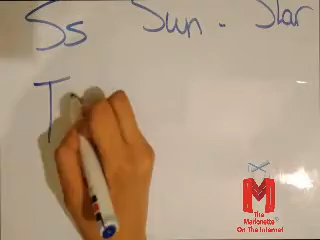 Ss Sun . Star
T
The
Marionette
On The Internet